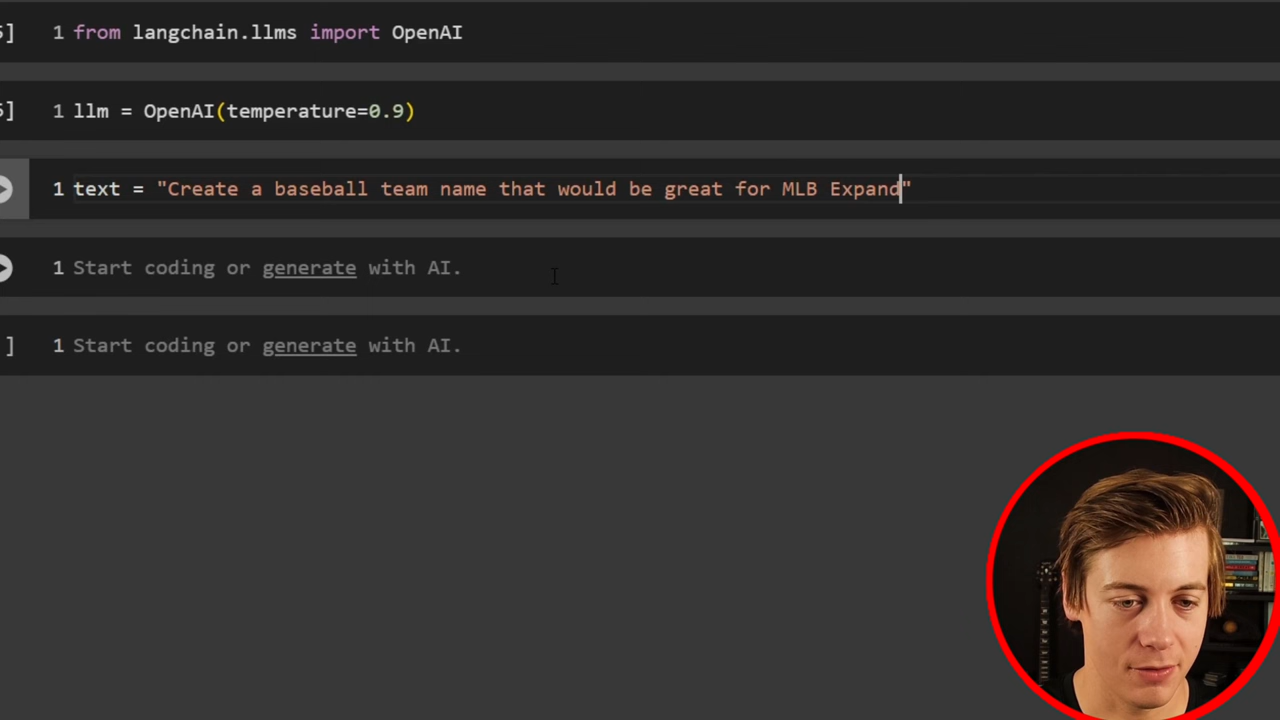 5] 1 from langchain.llms import OpenAI
6] 1 llm = OpenAI(temperature=0.9)
1 text = "Create a baseball team name that would be great for MLB Expand"
1 Start coding or generate with AI.
] 1 Start coding or generate with AI.